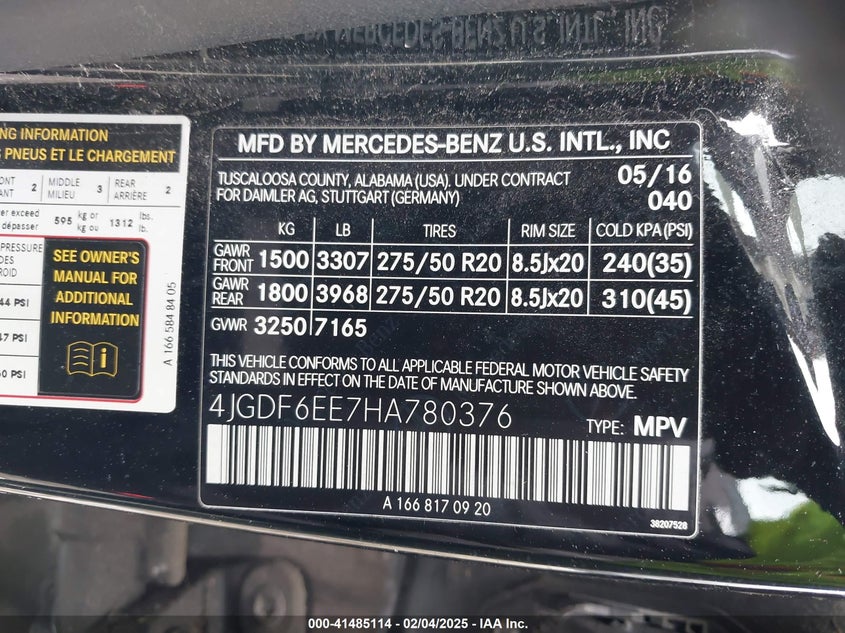 NG INFORMATION
S PNEUS ET LE CHARGEMENT
ONT 2 MIDDLE 3 REAR 2
ANT MILIEU ARRIÈRE
er exceed 595 kg or 1312 lbs.
dépasser kg ou lb.
PRESSURE
DES
ROID
44 PSI
47 PSI
60 PSI
SEE OWNER'S
MANUAL FOR
ADDITIONAL
INFORMATION
A 166 584 84 05
MFD BY MERCEDES-BENZ U.S. INTL., INC
TUSCALOOSA COUNTY, ALABAMA (USA). UNDER CONTRACT 05/16
FOR DAIMLER AG, STUTTGART (GERMANY) 040
KG LB TIRES RIM SIZE COLD KPA (PSI)
GAWR FRONT 1500 3307 275/50 R20 8.5Jx20 240(35)
GAWR REAR 1800 3968 275/50 R20 8.5Jx20 310(45)
GVWR 3250 7165
THIS VEHICLE CONFORMS TO ALL APPLICABLE FEDERAL MOTOR VEHICLE SAFETY
STANDARDS IN EFFECT ON THE DATE OF MANUFACTURE SHOWN ABOVE.
4JGDF6EE7HA780376 TYPE: MPV
A 166 817 09 20
38207528
000-41485114 - 02/04/2025 - IAA Inc.